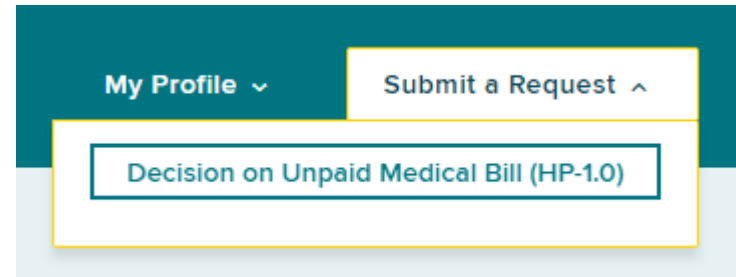 My Profile
Submit a Request
Decision on Unpaid Medical Bill (HP-1.0)